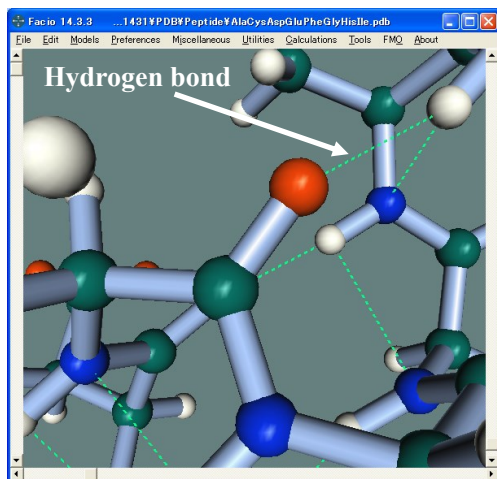 Facio 14.3.3 ...1431¥PDB¥Peptide¥AlaCysAspGluPheGlyHisIle.pdb
File Edit Models Preferences Miscellaneous Utilities Calculations Tools FMO About
Hydrogen bond